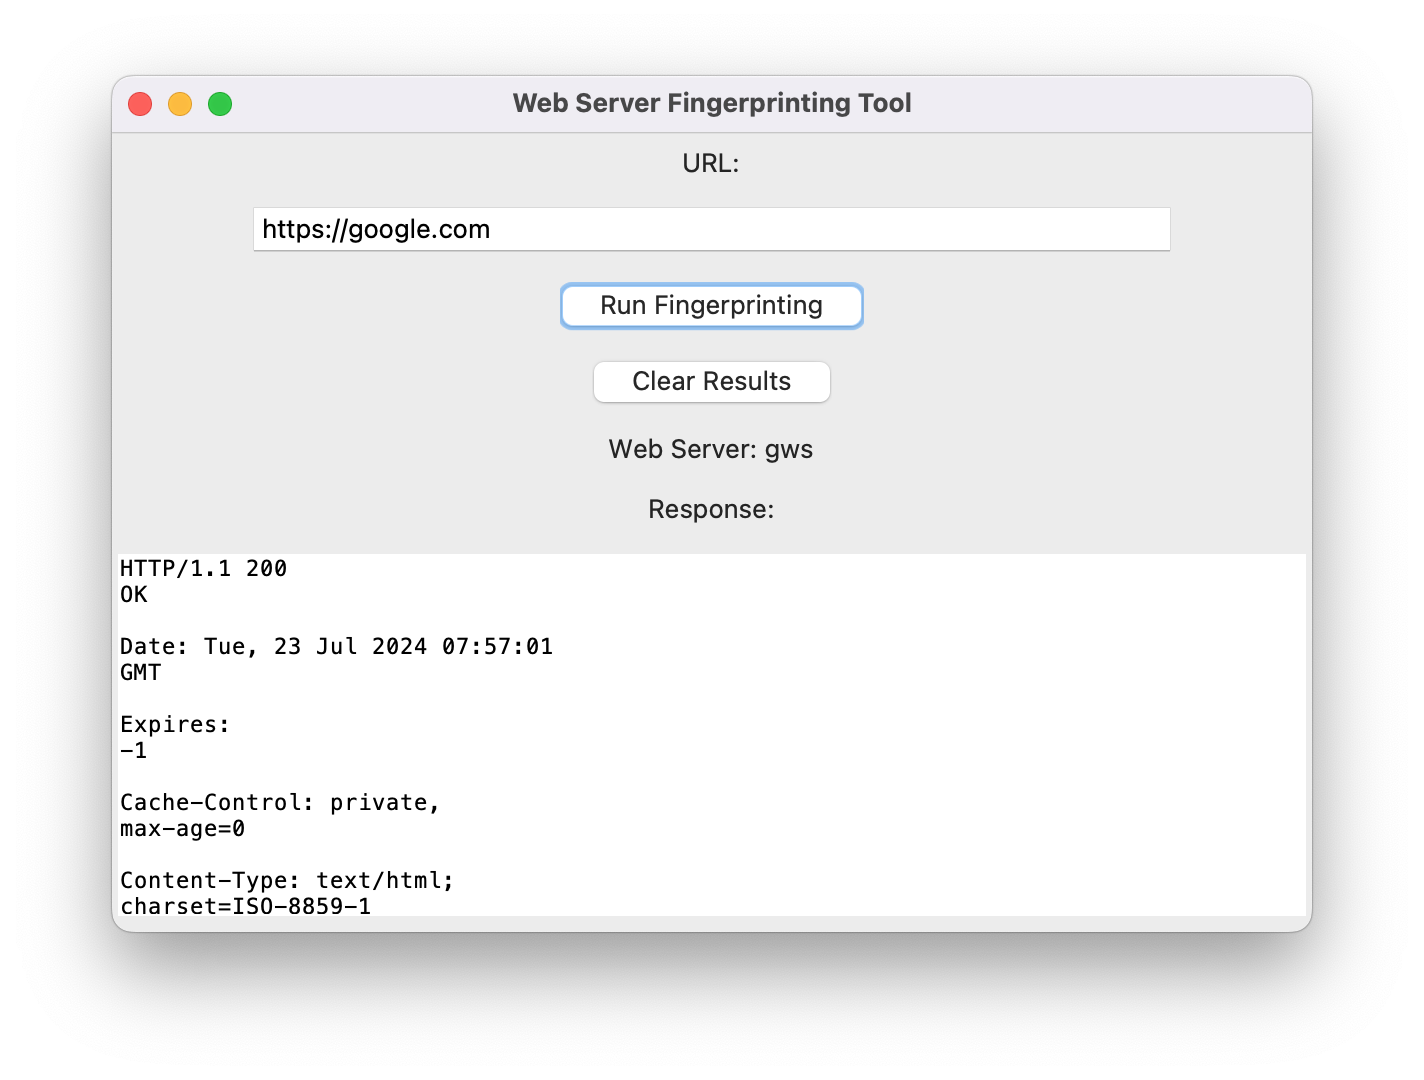 Web Server Fingerprinting Tool
URL:
https://google.com
Run Fingerprinting
Clear Results
Web Server: gws
Response:
HTTP/1.1 200
OK
Date: Tue, 23 Jul 2024 07:57:01
GMT
Expires:
-1
Cache-Control: private,
max-age=0
Content-Type: text/html;
charset=ISO-8859-1